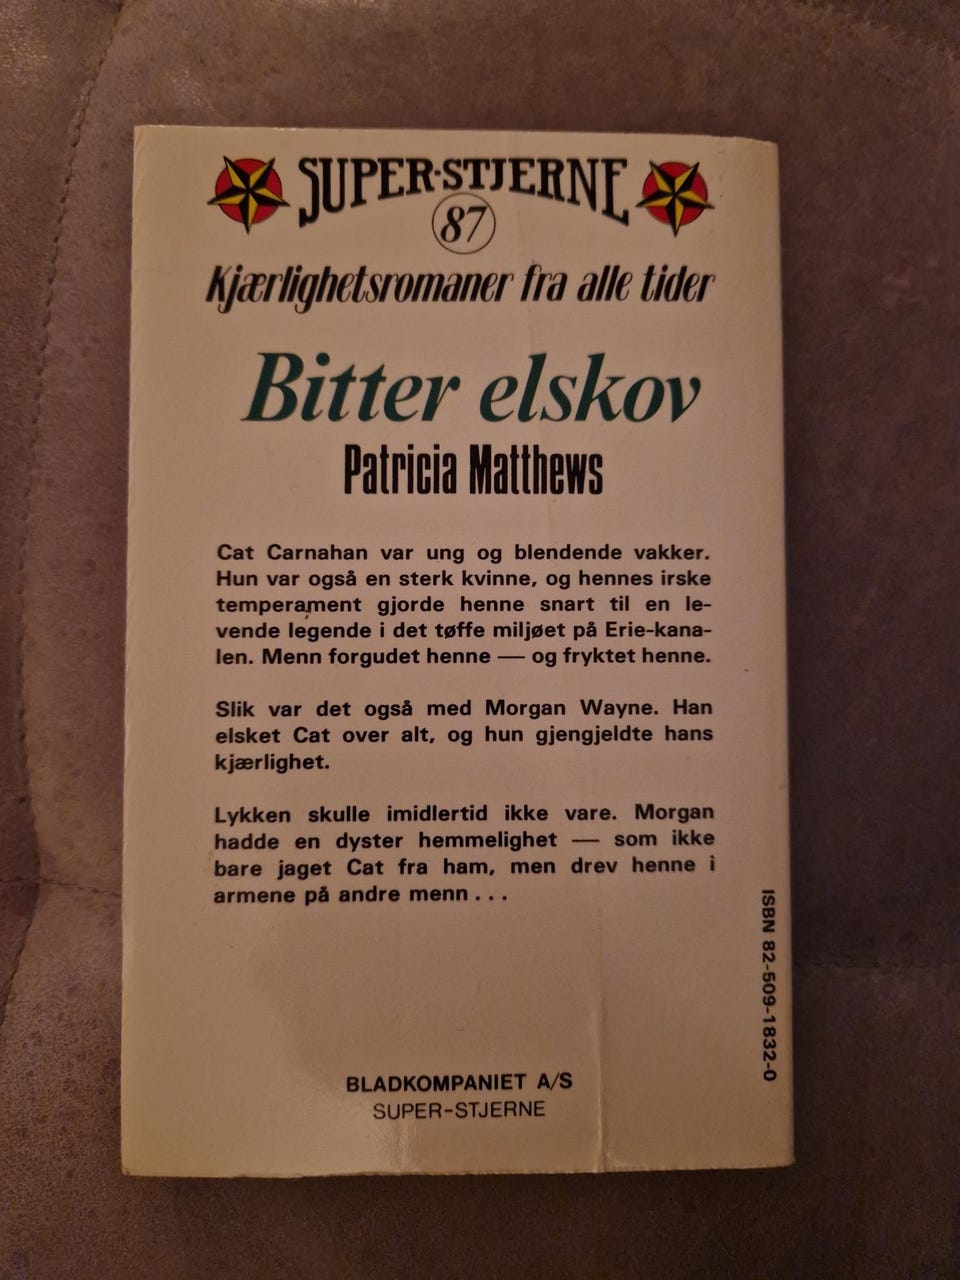 SUPER-STJERNE
87
Kjærlighetsromaner fra alle tider
Bitter elskov
Patricia Matthews
Cat Carnahan var ung og blendende vakker.
Hun var også en sterk kvinne, og hennes irske
temperament gjorde henne snart til en le-
vende legende i det tøffe miljøet på Erie-kana-
len. Menn forgudet henne — og fryktet henne.
Slik var det også med Morgan Wayne. Han
elsket Cat over alt, og hun gjengjeldte hans
kjærlighet.
Lykken skulle imidlertid ikke vare. Morgan
hadde en dyster hemmelighet — som ikke
bare jaget Cat fra ham, men drev henne i
armene på andre menn . . .
ISBN 82-509-1832-0
BLADKOMPANIET A/S
SUPER-STJERNE